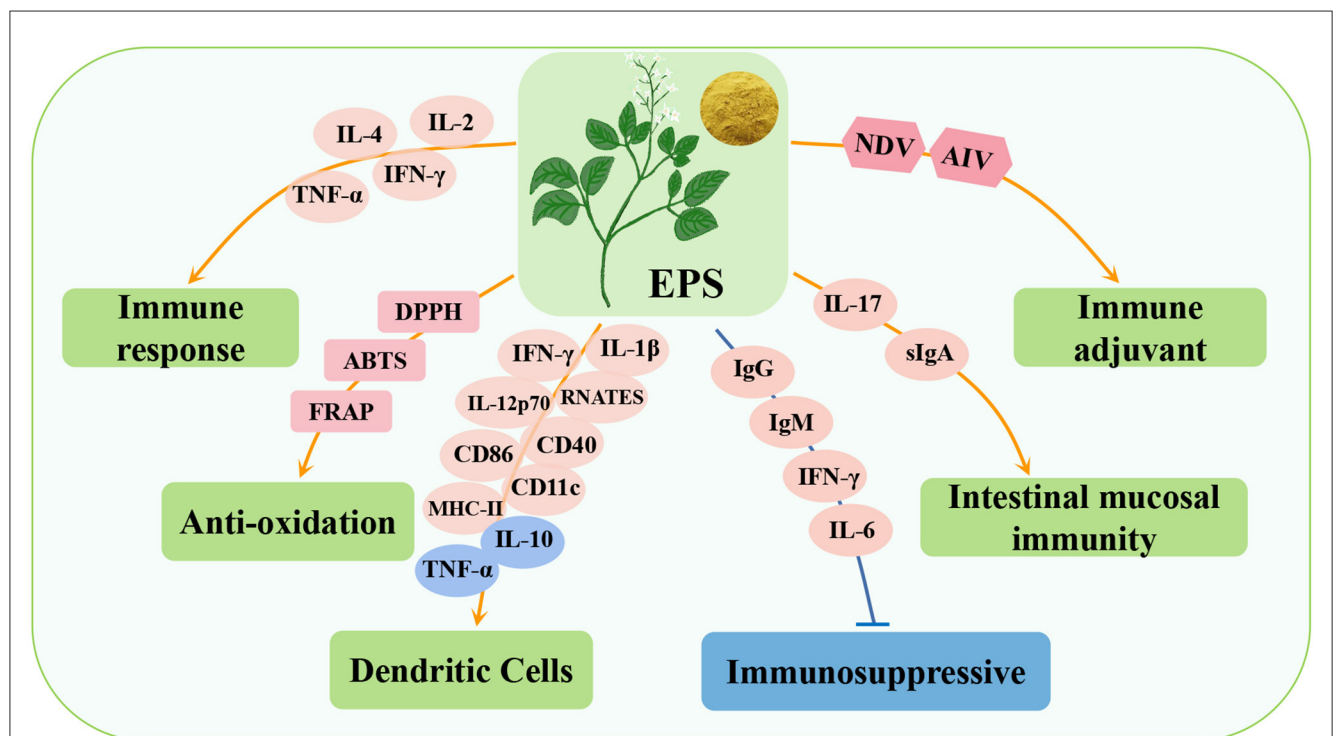 EPS
IL-4
IL-2
TNF-α
IFN-γ
Immune
response
DPPH
ABTS
FRAP
Anti-oxidation
IFN-γ
IL-1β
IL-12p70
RNATES
CD86
CD40
MHC-II
CD11c
IL-10
TNF-α
Dendritic Cells
IgG
IgM
IFN-γ
IL-6
Immunosuppressive
IL-17
sIgA
Intestinal mucosal
immunity
NDV
AIV
Immune
adjuvant